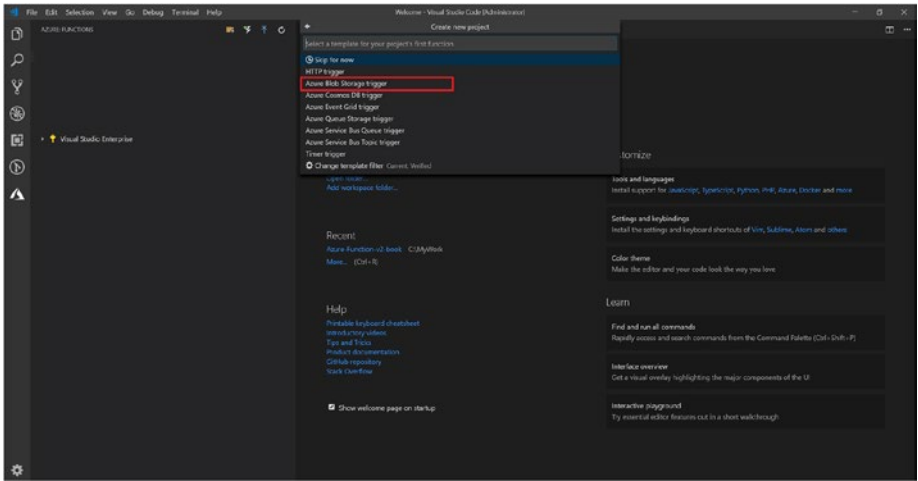 File Edit Selection View Go Debug Terminal Help
Welcome - Visual Studio Code [Administrator]
AZURE FUNCTIONS
Visual Studio Enterprise
Create new project
Select a template for your project's first function
Skip for now
HTTP trigger
Azure Blob Storage trigger
Azure Cosmos DB trigger
Azure Event Grid trigger
Azure Queue Storage trigger
Azure Service Bus Queue trigger
Azure Service Bus Topic trigger
Timer trigger
Change template filter Current: Verified
Open folder...
Add workspace folder...
Recent
Azure-Function-v2-book C:\MyWork
More... (Ctrl+R)
Help
Printable keyboard cheatsheet
Introductory videos
Tips and Tricks
Product documentation
GitHub repository
Stack Overflow
Show welcome page on startup
tomize
Tools and languages
Install support for JavaScript, TypeScript, Python, PHP, Azure, Docker and more
Settings and keybindings
Install the settings and keyboard shortcuts of Vim, Sublime, Atom and others
Color theme
Make the editor and your code look the way you love
Learn
Find and run all commands
Rapidly access and search commands from the Command Palette (Ctrl+Shift+P)
Interface overview
Get a visual overlay highlighting the major components of the UI
Interactive playground
Try essential editor features out in a short walkthrough